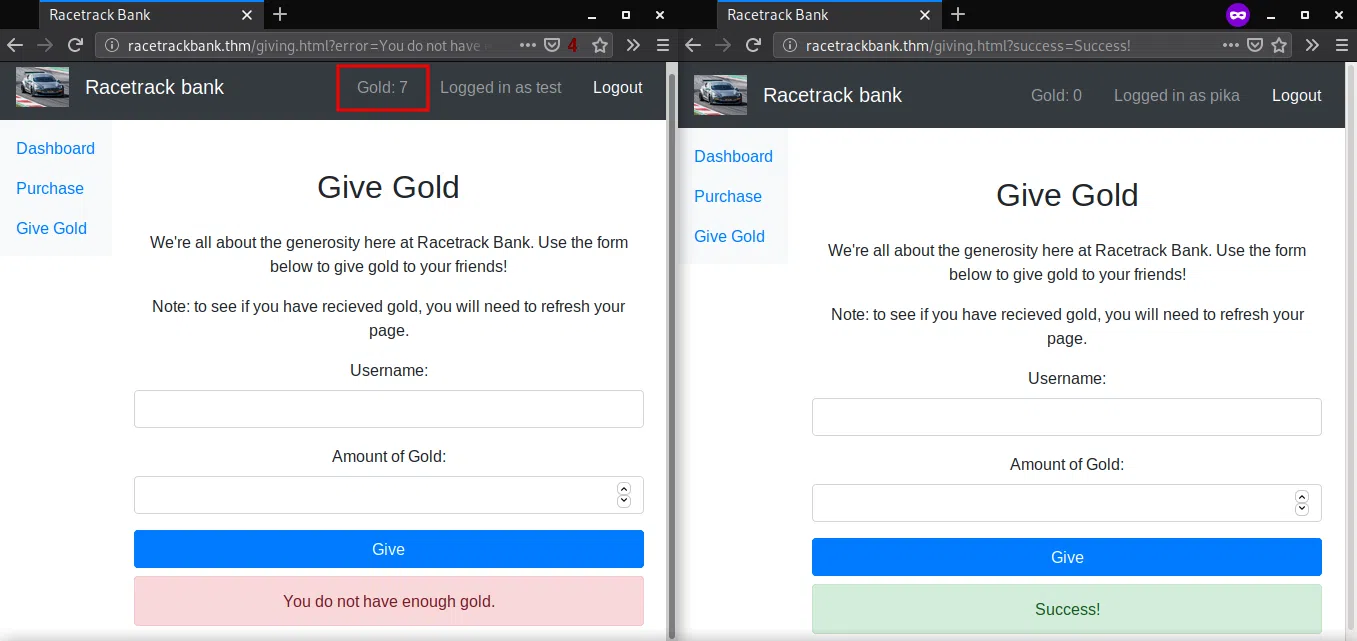 Racetrack Bank
racetrackbank.thm/giving.html?error=You do not have
4
Racetrack bank
Gold: 7
Logged in as test
Logout
Dashboard
Purchase
Give Gold
Give Gold
We're all about the generosity here at Racetrack Bank. Use the form
below to give gold to your friends!
Note: to see if you have recieved gold, you will need to refresh your
page.
Username:
Amount of Gold:
Give
You do not have enough gold.
Racetrack Bank
racetrackbank.thm/giving.html?success=Success!
Racetrack bank
Gold: 0
Logged in as pika
Logout
Dashboard
Purchase
Give Gold
Give Gold
We're all about the generosity here at Racetrack Bank. Use the form
below to give gold to your friends!
Note: to see if you have recieved gold, you will need to refresh your
page.
Username:
Amount of Gold:
Give
Success!